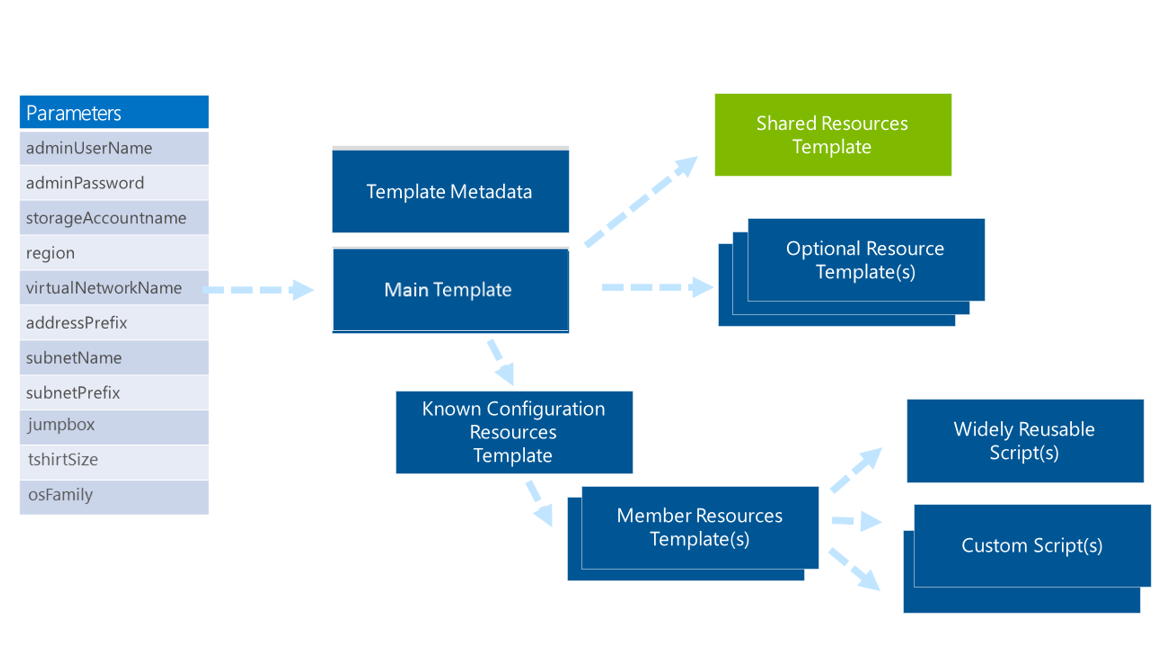 Parameters
adminUserName
adminPassword
storageAccountname
region
virtualNetworkName
addressPrefix
subnetName
subnetPrefix
jumpbox
tshirtSize
osFamily
Template Metadata
Main Template
Shared Resources
Template
Optional Resource
Template(s)
Known Configuration
Resources
Template
Member Resources
Template(s)
Widely Reusable
Script(s)
Custom Script(s)